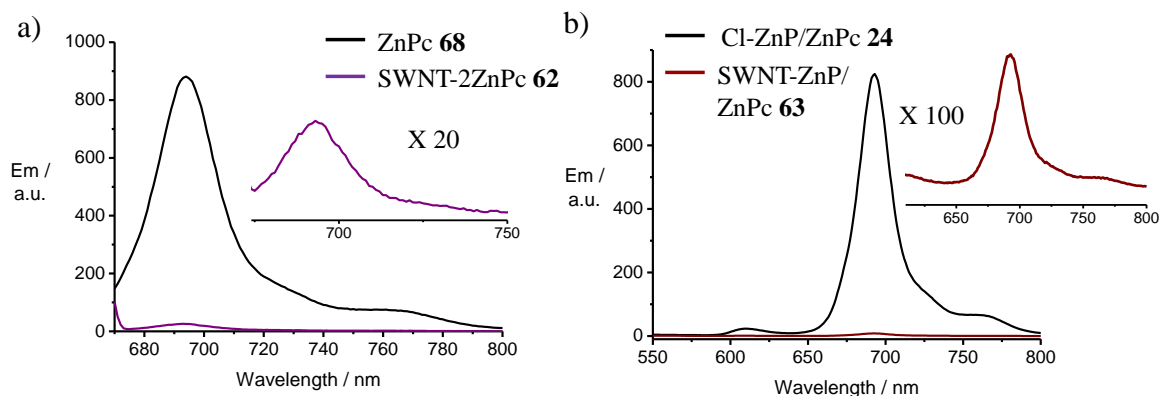 a)
ZnPc 68
SWNT-2ZnPc 62
X 20
Em /
a.u.
1000
800
600
400
200
0
700
750
680
700
720
740
760
780
800
Wavelength / nm
b)
Cl-ZnP/ZnPc 24
SWNT-ZnP/
ZnPc 63
X 100
Em /
a.u.
800
600
400
200
0
650
700
750
800
550
600
650
700
750
800
Wavelength / nm